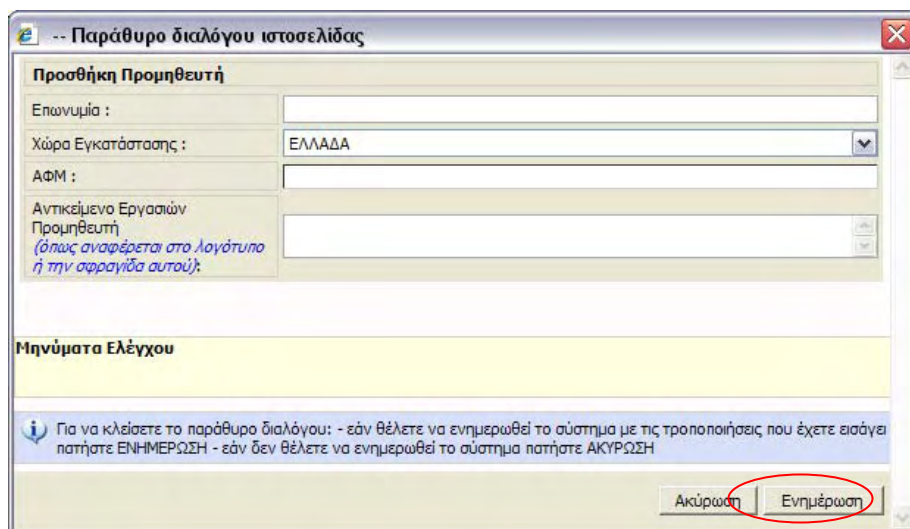 -- Παράθυρο διαλόγου ιστοσελίδας
Προσθήκη Προμηθευτή
Επωνυμία :
Χώρα Εγκατάστασης :
ΕΛΛΑΔΑ
ΑΦΜ :
Αντικείμενο Εργασιών
Προμηθευτή
(όπως αναφέρεται στο λογότυπο
ή την σφραγίδα αυτού):
Μηνύματα Ελέγχου
Για να κλείσετε το παράθυρο διαλόγου: - εάν θέλετε να ενημερωθεί το σύστημα με τις τροποποιήσεις που έχετε εισάγει
πατήστε ΕΝΗΜΕΡΩΣΗ - εάν δεν θέλετε να ενημερωθεί το σύστημα πατήστε ΑΚΥΡΩΣΗ
Ακύρωση Ενημέρωση